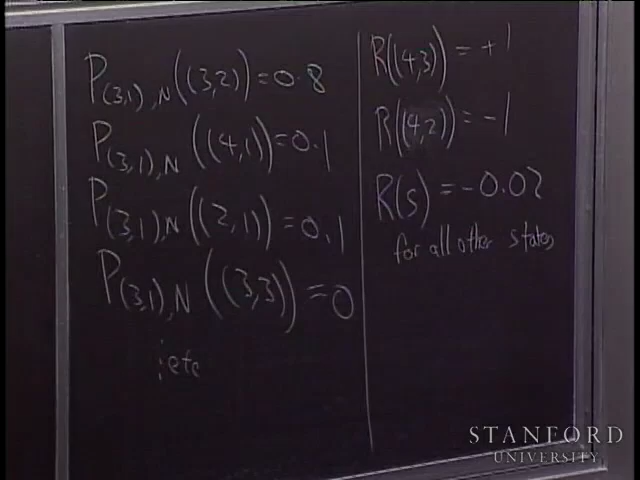 P(3,1),N((3,2)) = 0.8
P(3,1),N((4,1)) = 0.1
P(3,1),N((2,1)) = 0.1
P(3,1),N((3,3)) = 0
⋮ etc
R((4,3)) = +1
R((4,2)) = -1
R(s) = -0.02
for all other states
STANFORD
UNIVERSITY